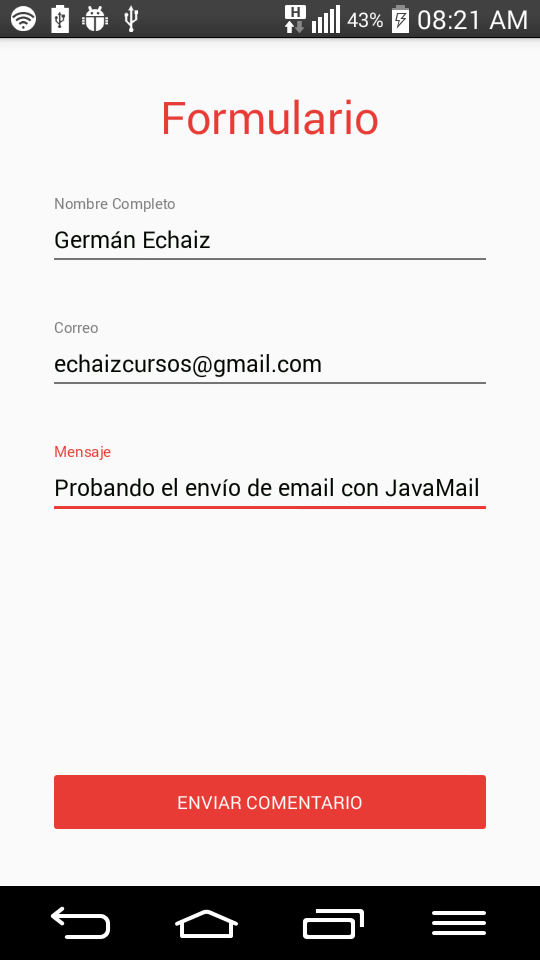 H 43% 08:21 AM
Formulario
Nombre Completo
Germán Echaiz
Correo
echaizcursos@gmail.com
Mensaje
Probando el envío de email con JavaMail
ENVIAR COMENTARIO